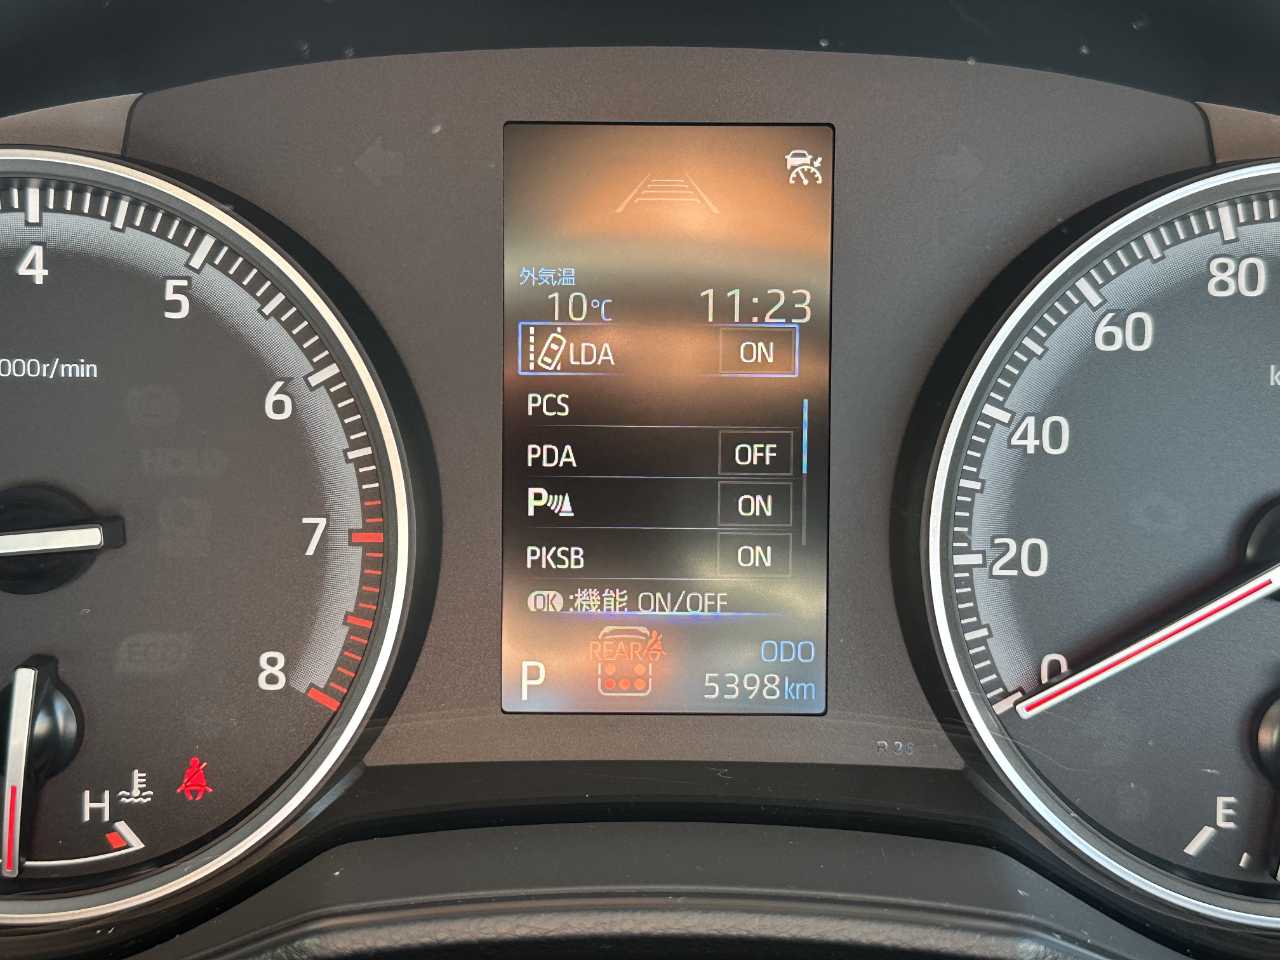 外気温
10℃ 11:23
LDA ON
PCS
PDA OFF
P ON
PKSB ON
OK :機能 ON/OFF
REAR
P
ODO
5398km
4
5
6
7
8
000r/min
H
80
60
40
20
0
E
k
HOLD